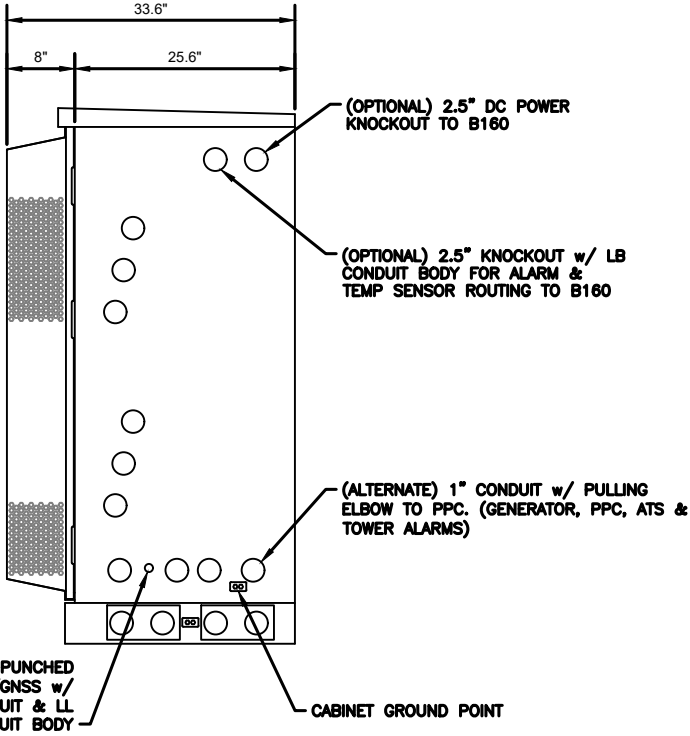 33.6"
8"
25.6"
(OPTIONAL) 2.5" DC POWER
KNOCKOUT TO B160
(OPTIONAL) 2.5" KNOCKOUT w/ LB
CONDUIT BODY FOR ALARM &
TEMP SENSOR ROUTING TO B160
(ALTERNATE) 1" CONDUIT w/ PULLING
ELBOW TO PPC. (GENERATOR, PPC, ATS &
TOWER ALARMS)
PUNCHED
GNSS w/
UIT & LL
UIT BODY
CABINET GROUND POINT